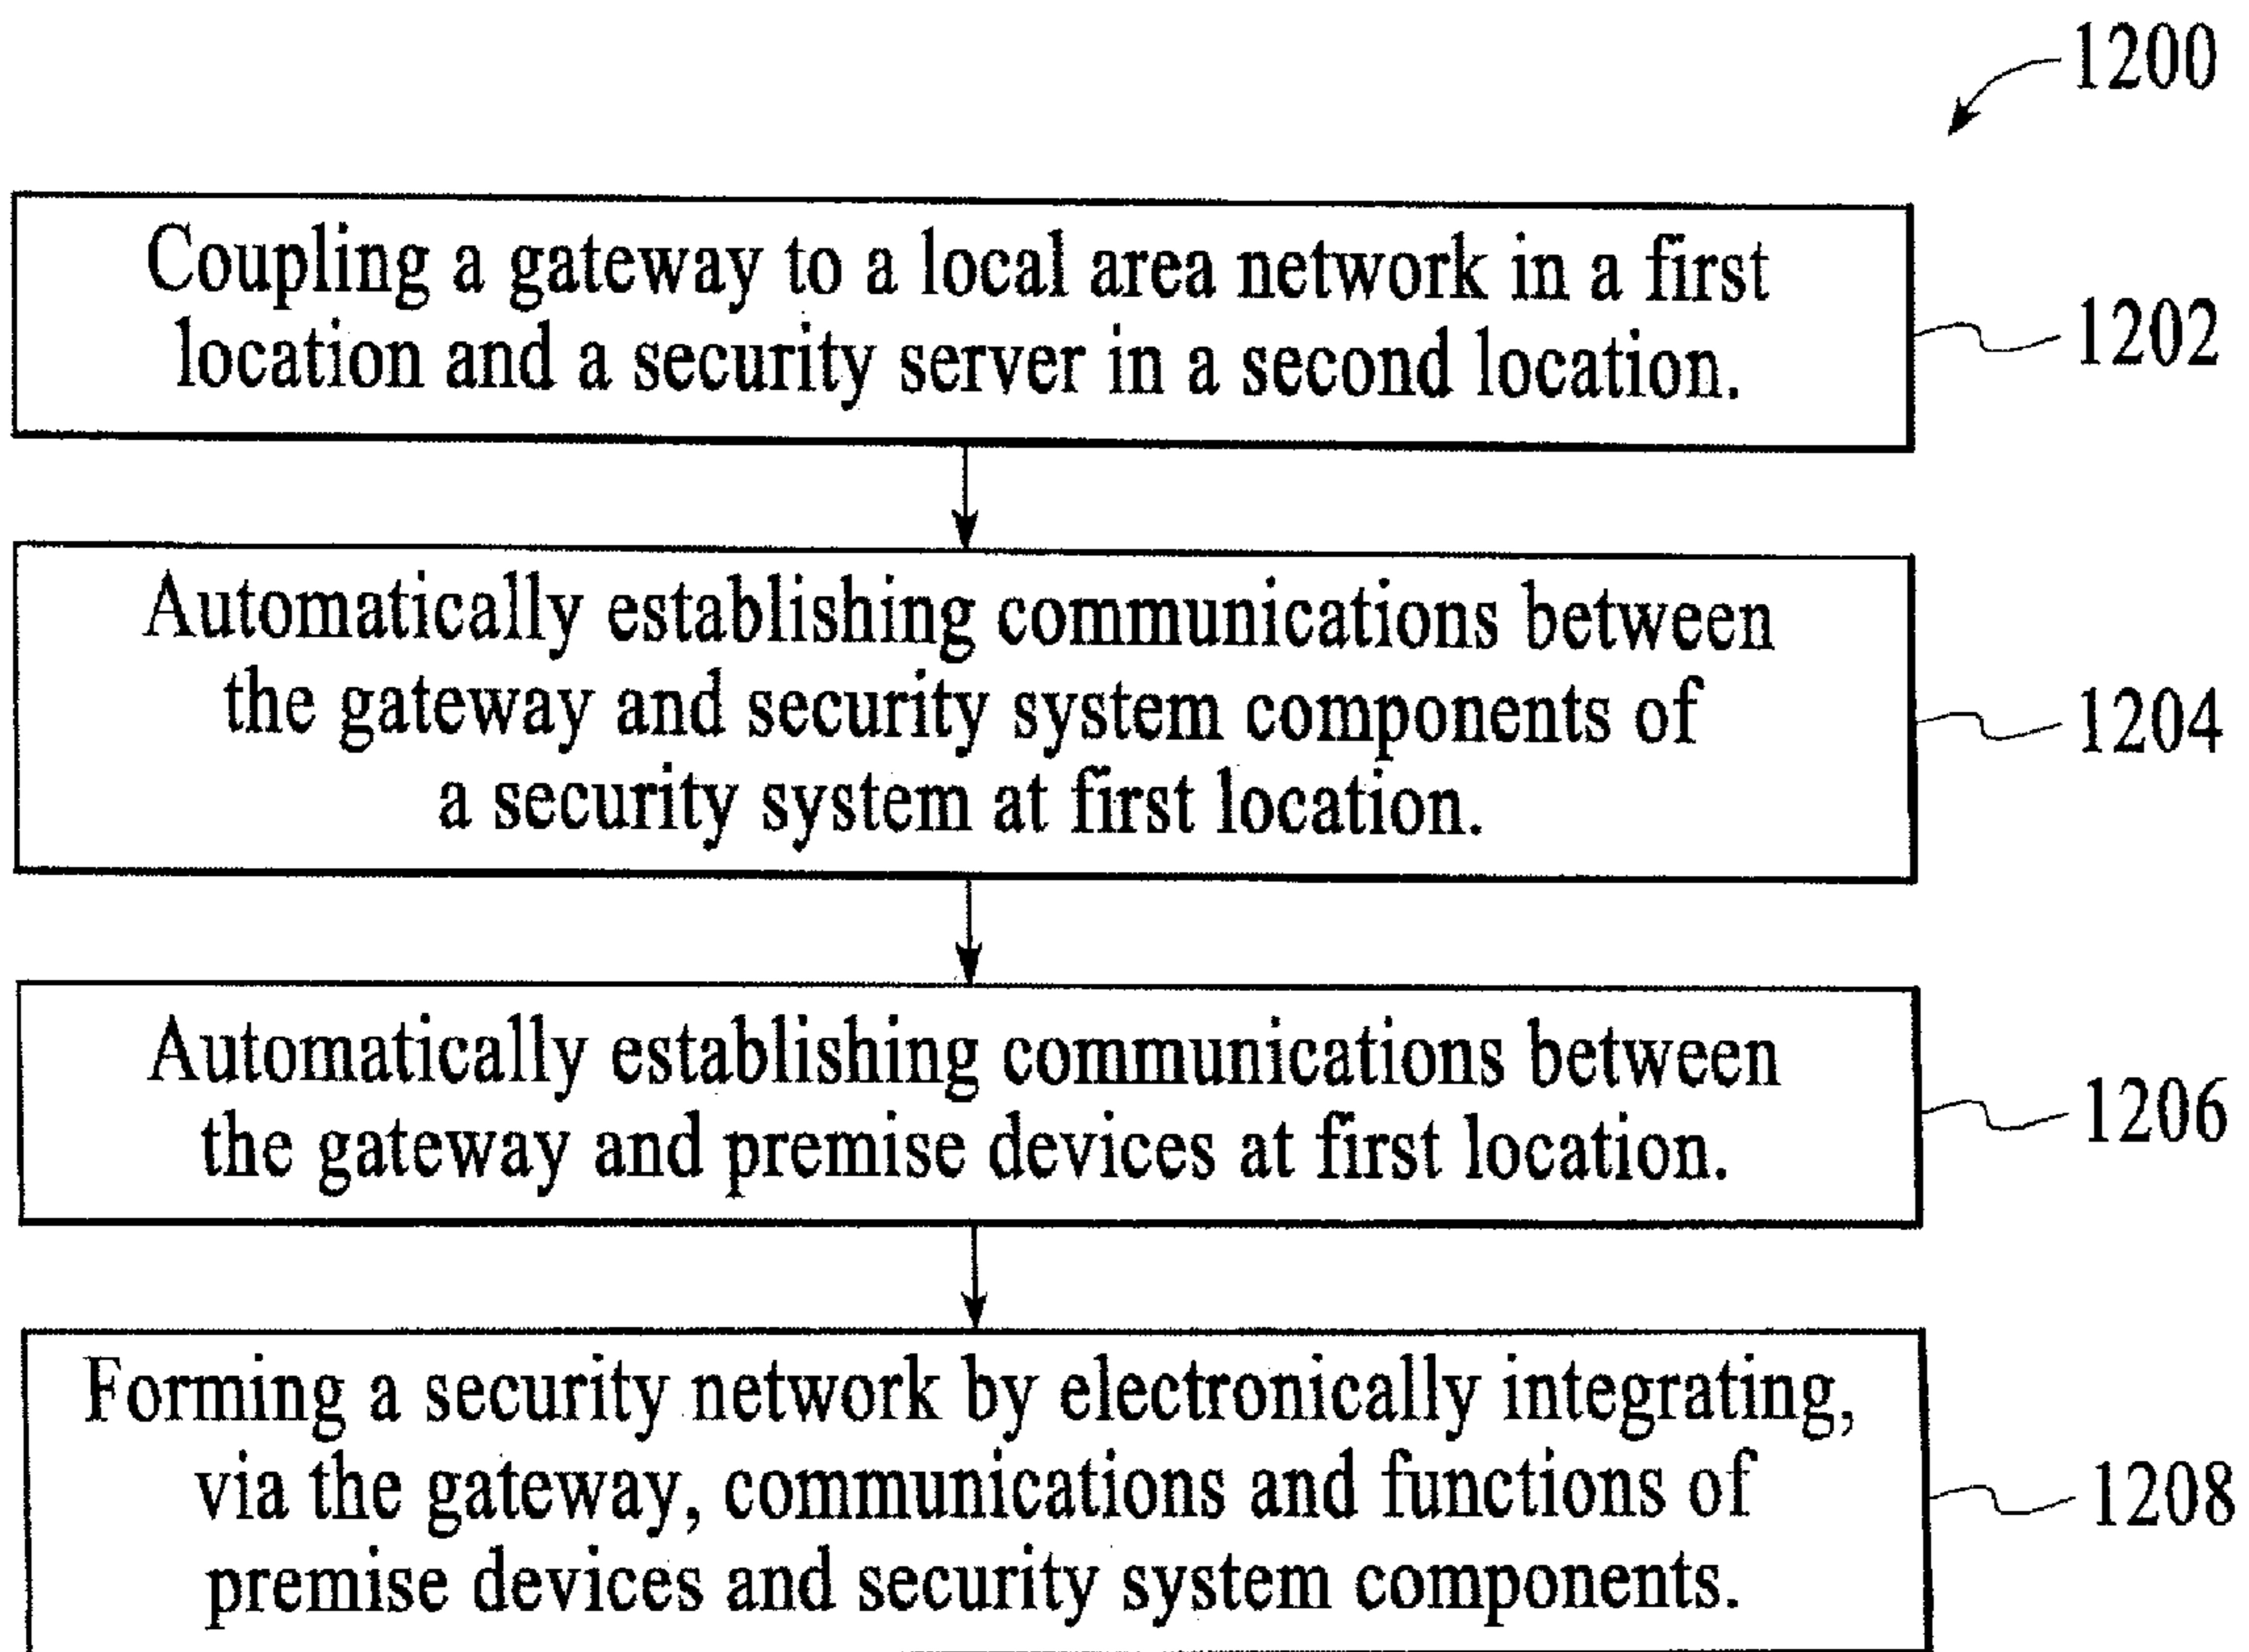 1200
Coupling a gateway to a local area network in a first
location and a security server in a second location.
1202
Automatically establishing communications between
the gateway and security system components of
a security system at first location.
1204
Automatically establishing communications between
the gateway and premise devices at first location.
1206
Forming a security network by electronically integrating,
via the gateway, communications and functions of
premise devices and security system components.
1208